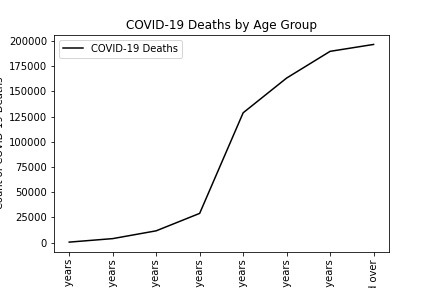 COVID-19 Deaths by Age Group
COVID-19 Deaths
200000
175000
150000
125000
100000
75000
50000
25000
0
years
years
years
years
years
years
years
over